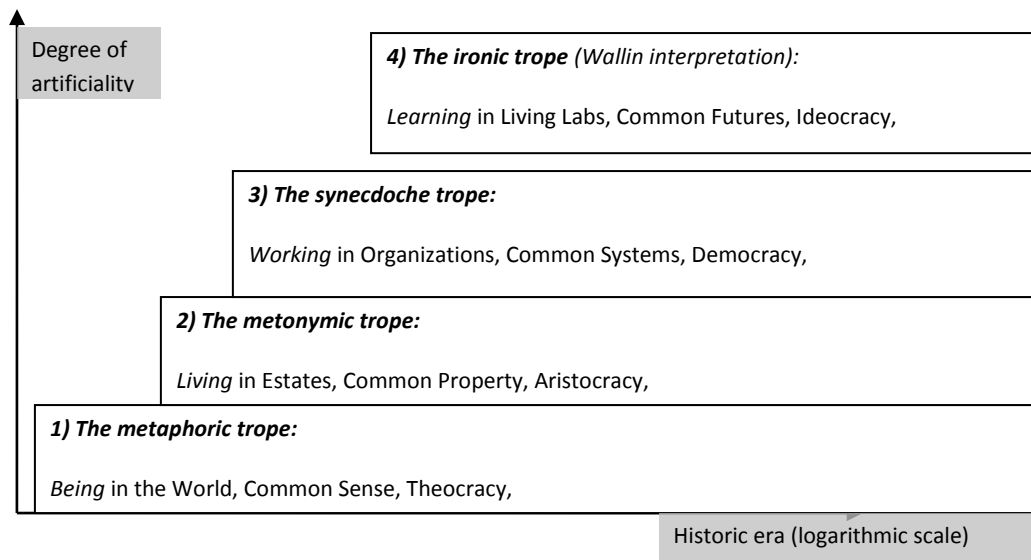 Degree of
artificiality
4) The ironic trope (Wallin interpretation):
Learning in Living Labs, Common Futures, Ideocracy,
3) The synecdoche trope:
Working in Organizations, Common Systems, Democracy,
2) The metonymic trope:
Living in Estates, Common Property, Aristocracy,
1) The metaphoric trope:
Being in the World, Common Sense, Theocracy,
Historic era (logarithmic scale)